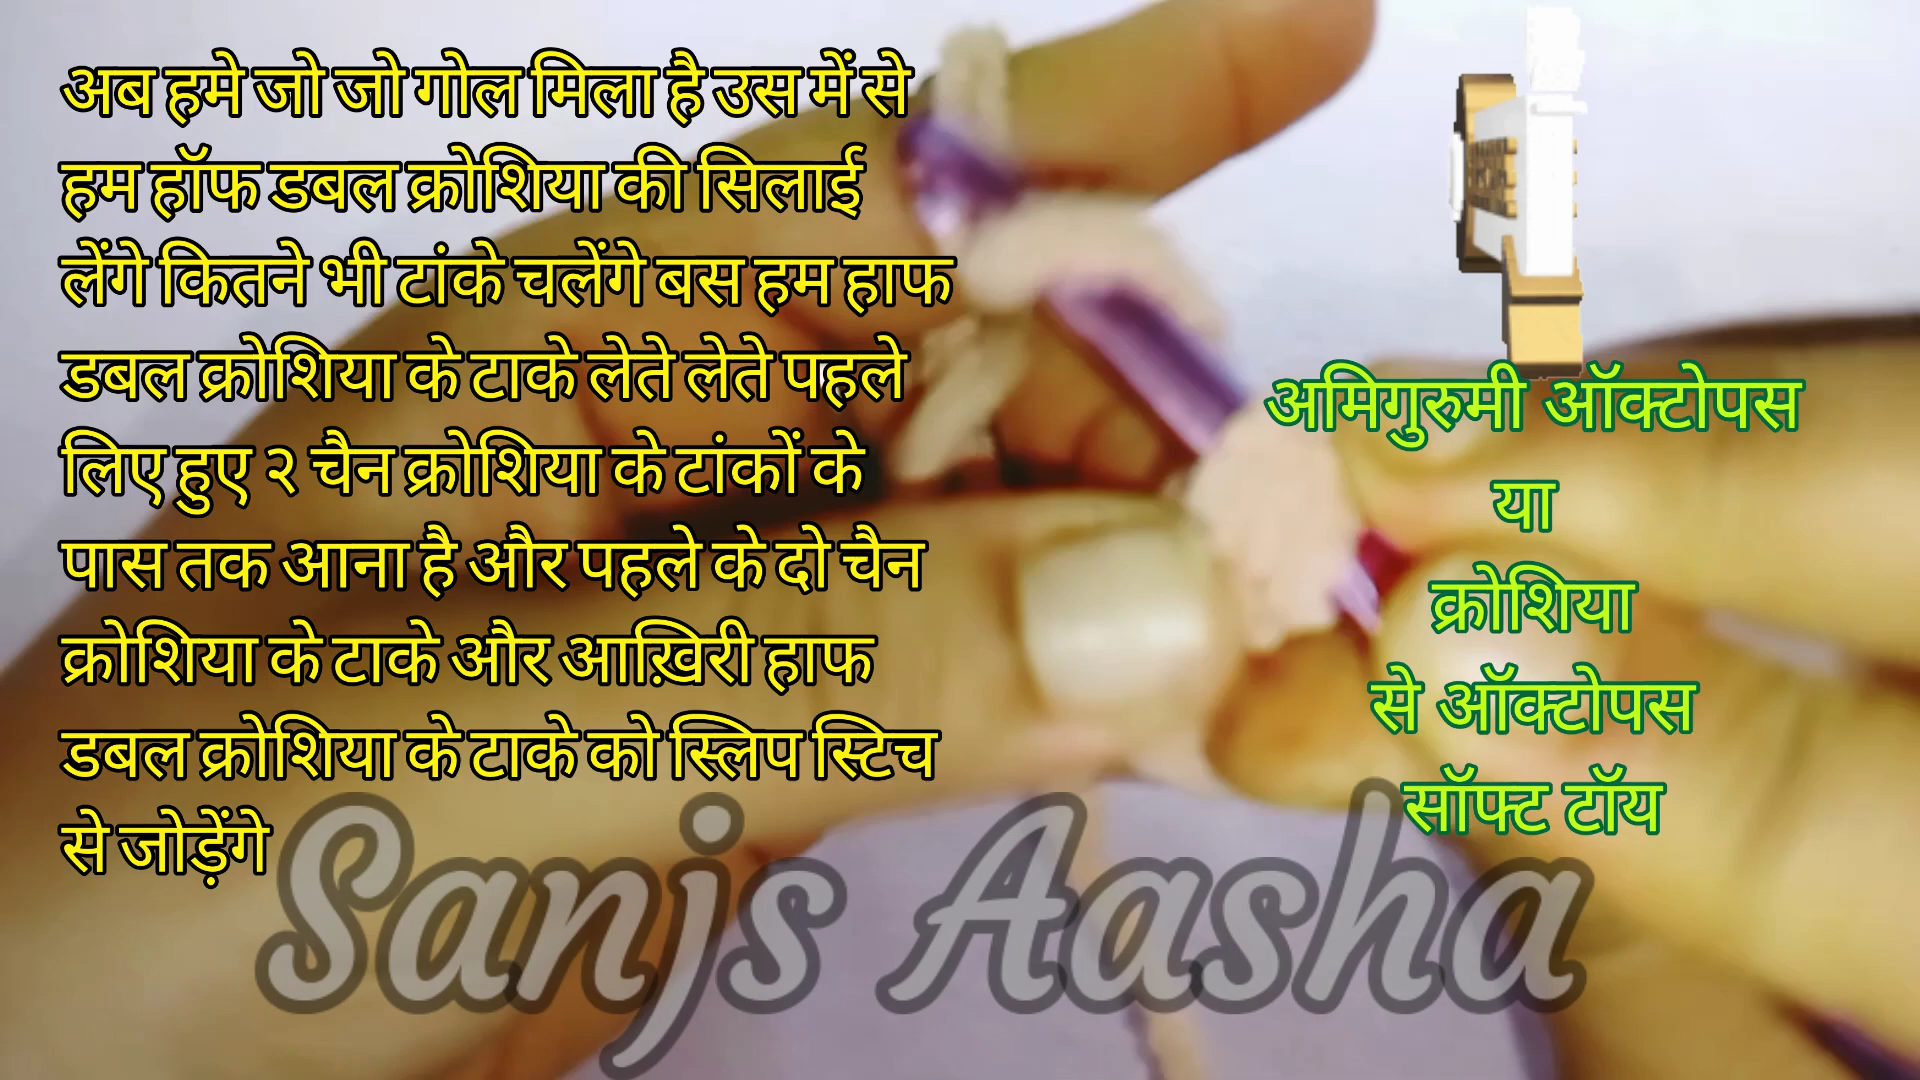 अब हमे जो जो गोल मिला है उस में से
हम हॉफ डबल क्रोशिया की सिलाई
लेंगे कितने भी टांके चलेंगे बस हम हाफ
डबल क्रोशिया के टाके लेते लेते पहले
लिए हुए २ चैन क्रोशिया के टांकों के
पास तक आना है और पहले के दो चैन
क्रोशिया के टाके और आख़िरी हाफ
डबल क्रोशिया के टाके को स्लिप स्टिच
से जोड़ेंगे
अमिगुरुमी ऑक्टोपस
या
क्रोशिया
से ऑक्टोपस
सॉफ्ट टॉय
Sanjs Aasha